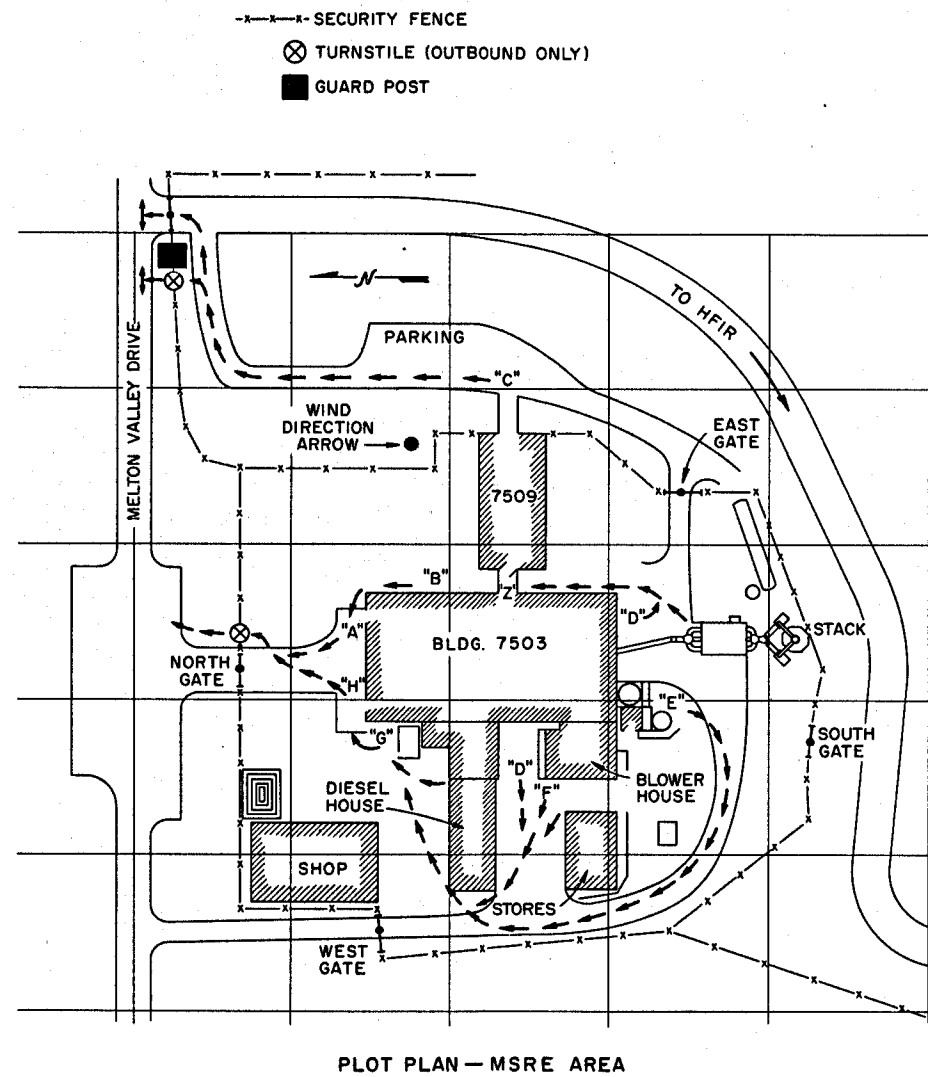 SECURITY FENCE
TURNSTILE (OUTBOUND ONLY)
GUARD POST
N
TO HFIR
PARKING
"C"
MELTON VALLEY DRIVE
WIND
DIRECTION
ARROW
EAST
GATE
7509
"B"
"Z"
"D"
"A"
BLDG. 7503
STACK
NORTH
GATE
"H"
"E"
"G"
SOUTH
GATE
"D"
BLOWER
HOUSE
DIESEL
HOUSE
"F"
SHOP
STORES
WEST
GATE
PLOT PLAN — MSRE AREA